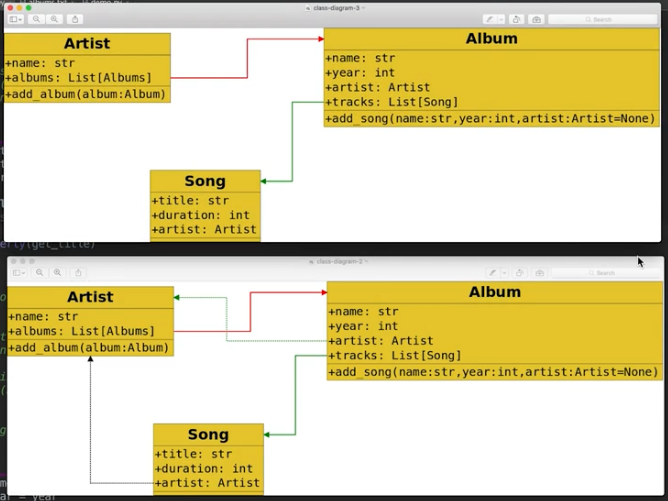 class-diagram-3
Search
Artist
+name: str
+albums: List[Albums]
+add_album(album:Album)
Album
+name: str
+year: int
+artist: Artist
+tracks: List[Song]
+add_song(name:str,year:int,artist:Artist=None)
Song
+title: str
+duration: int
+artist: Artist
erty(get_title)
class-diagram-2
Search
Artist
+name: str
+albums: List[Albums]
+add_album(album:Album)
Album
+name: str
+year: int
+artist: Artist
+tracks: List[Song]
+add_song(name:str,year:int,artist:Artist=None)
Song
+title: str
+duration: int
+artist: Artist
ar = year